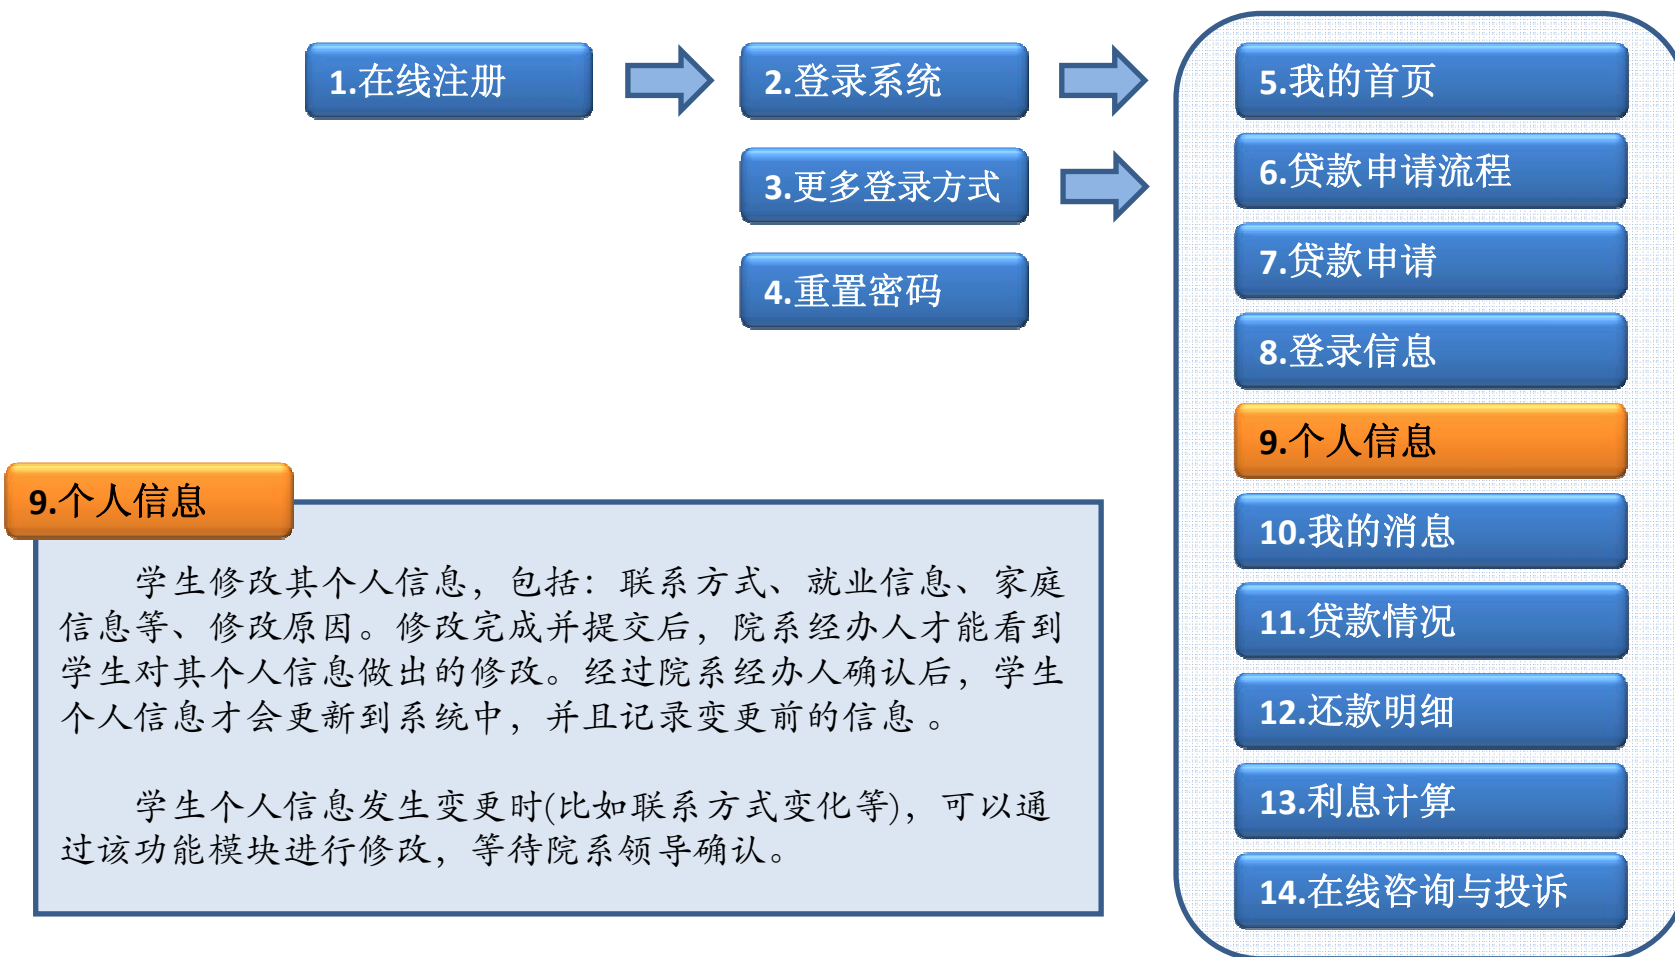 1.在线注册
2.登录系统
3.更多登录方式
4.重置密码
5.我的首页
6.贷款申请流程
7.贷款申请
8.登录信息
9.个人信息
10.我的消息
11.贷款情况
12.还款明细
13.利息计算
14.在线咨询与投诉
9.个人信息
学生修改其个人信息，包括：联系方式、就业信息、家庭
信息等、修改原因。修改完成并提交后，院系经办人才能看到
学生对其个人信息做出的修改。经过院系经办人确认后，学生
个人信息才会更新到系统中，并且记录变更前的信息 。
学生个人信息发生变更时(比如联系方式变化等)，可以通
过该功能模块进行修改，等待院系领导确认。